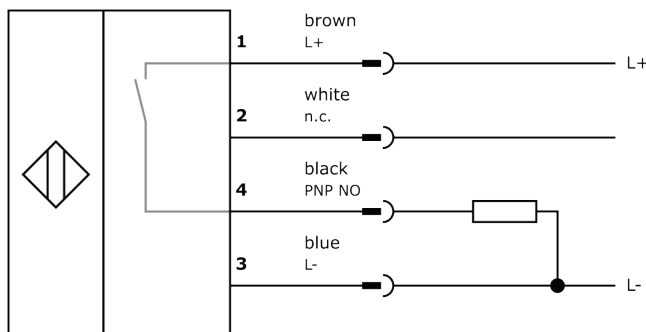 brown
1 L+
L+
white
2 n.c.
black
4 PNP NO
blue
3 L-
L-